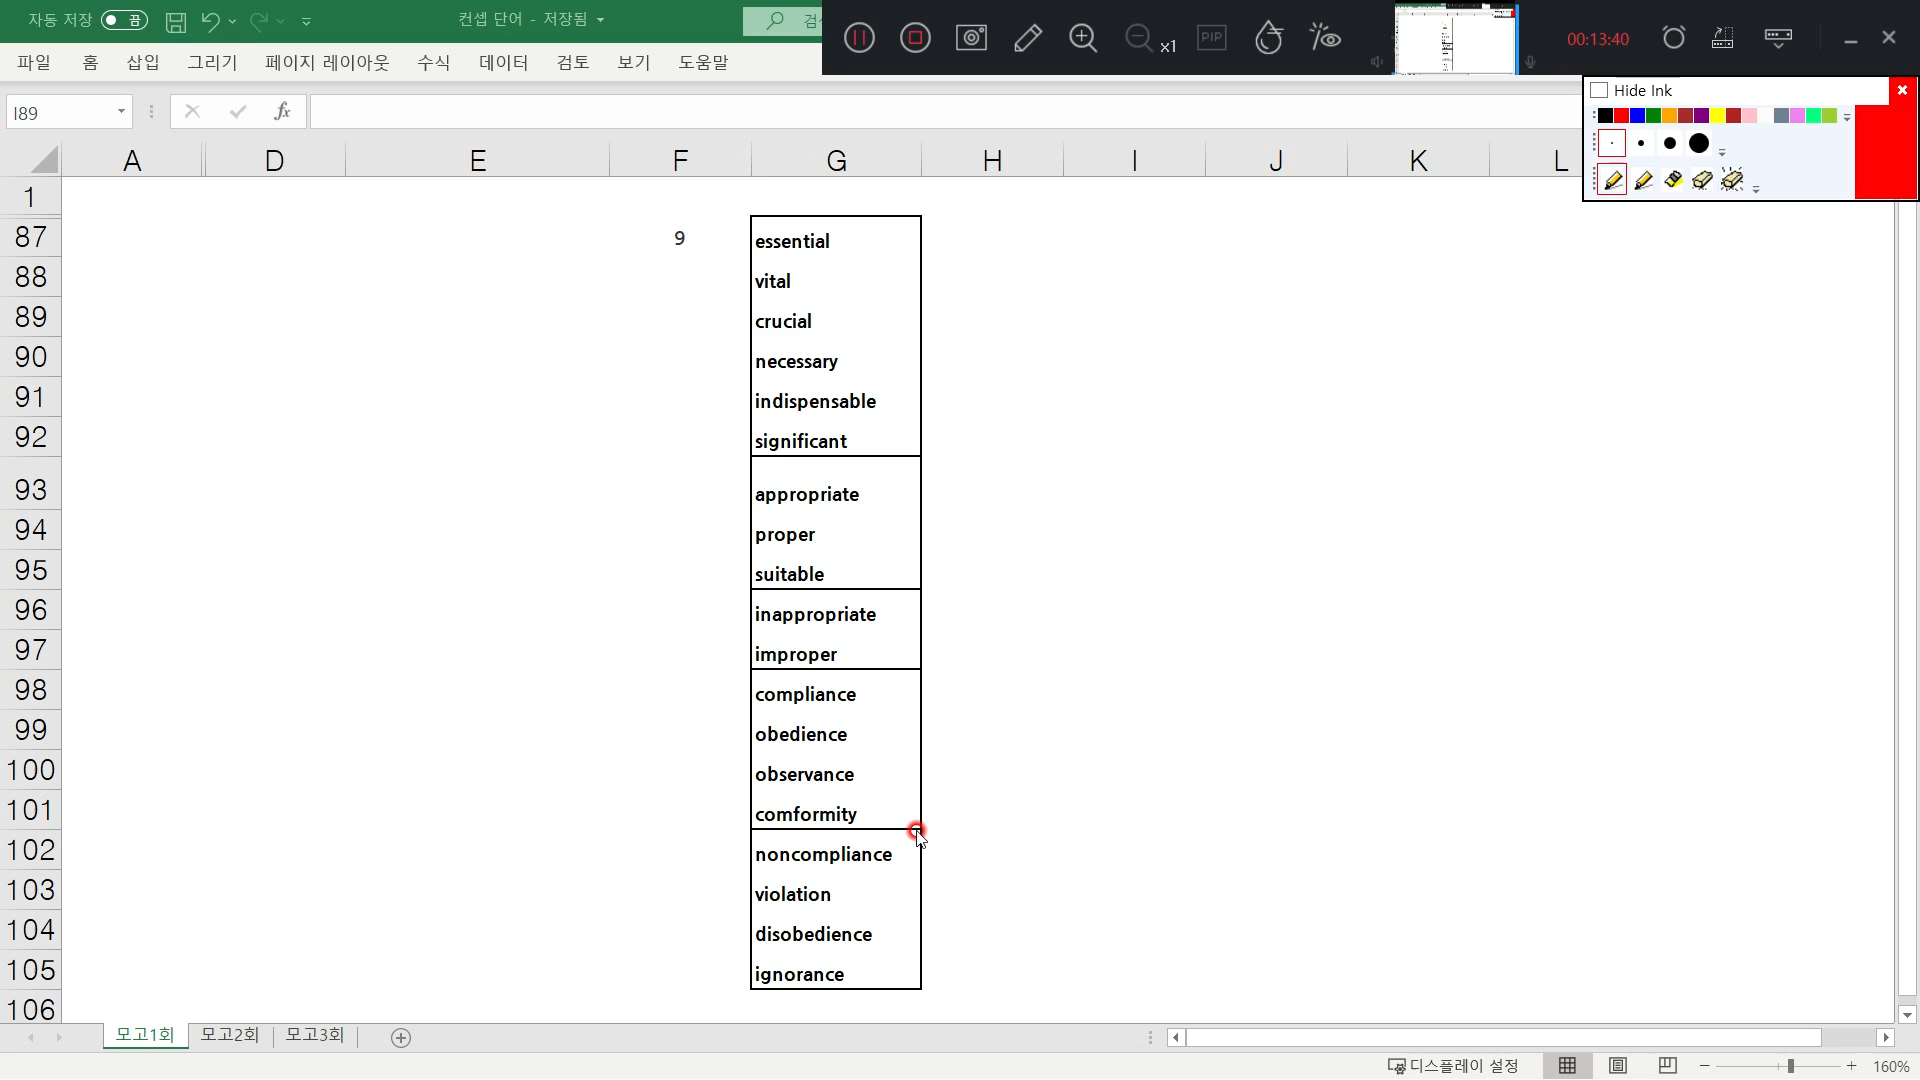 자동 저장 끔 컨셉 단어 - 저장됨
x1 PIP 00:13:40
파일 홈 삽입 그리기 페이지 레이아웃 수식 데이터 검토 보기 도움말
Hide Ink
I89 fx
A D E F G H I J K L
1
87 9 essential
88 vital
89 crucial
90 necessary
91 indispensable
92 significant
93 appropriate
94 proper
95 suitable
96 inappropriate
97 improper
98 compliance
99 obedience
100 observance
101 comformity
102 noncompliance
103 violation
104 disobedience
105 ignorance
106
모고1회 모고2회 모고3회
디스플레이 설정 160%